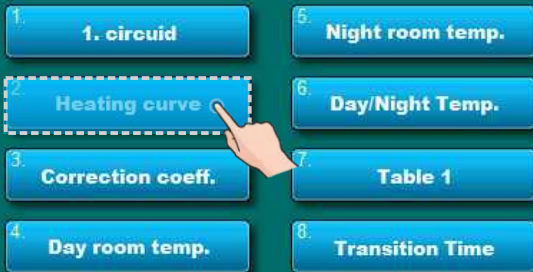 1. 1. circuid
2. Heating curve
3. Correction coeff.
4. Day room temp.
5. Night room temp.
6. Day/Night Temp.
7. Table 1
8. Transition Time